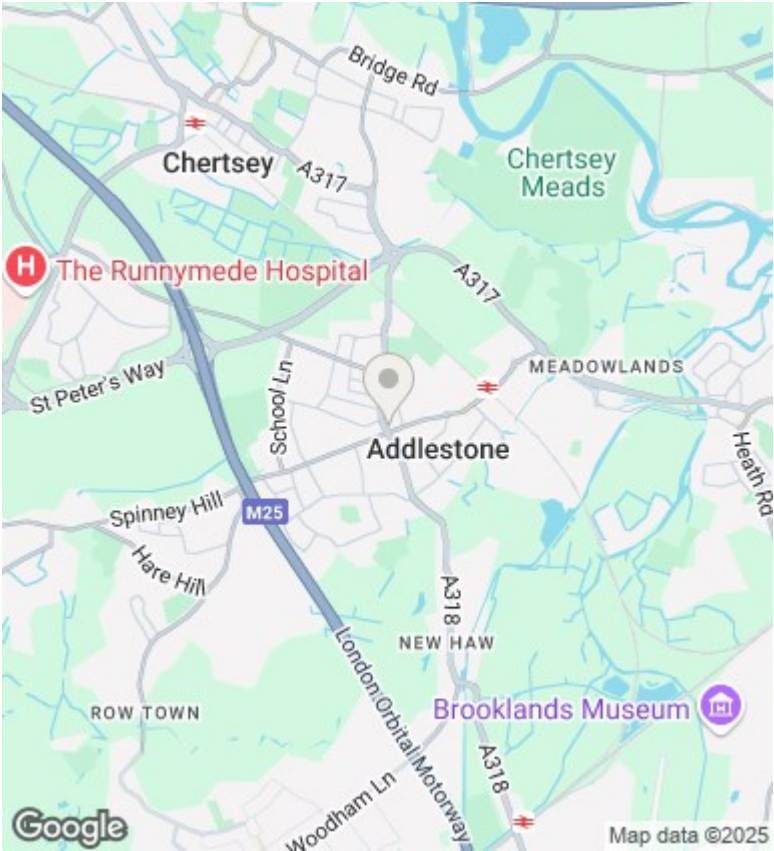 Bridge Rd
Chertsey
A317
Chertsey
Meads
H
The Runnymede Hospital
A317
MEADOWLANDS
St Peter's Way
School Ln
Addlestone
Heath Rd
Spinney Hill
M25
Hare Hill
A318
NEW HAW
London Orbital Motorway
ROW TOWN
Brooklands Museum
M
A318
Woodham Ln
Google
Map data ©2025